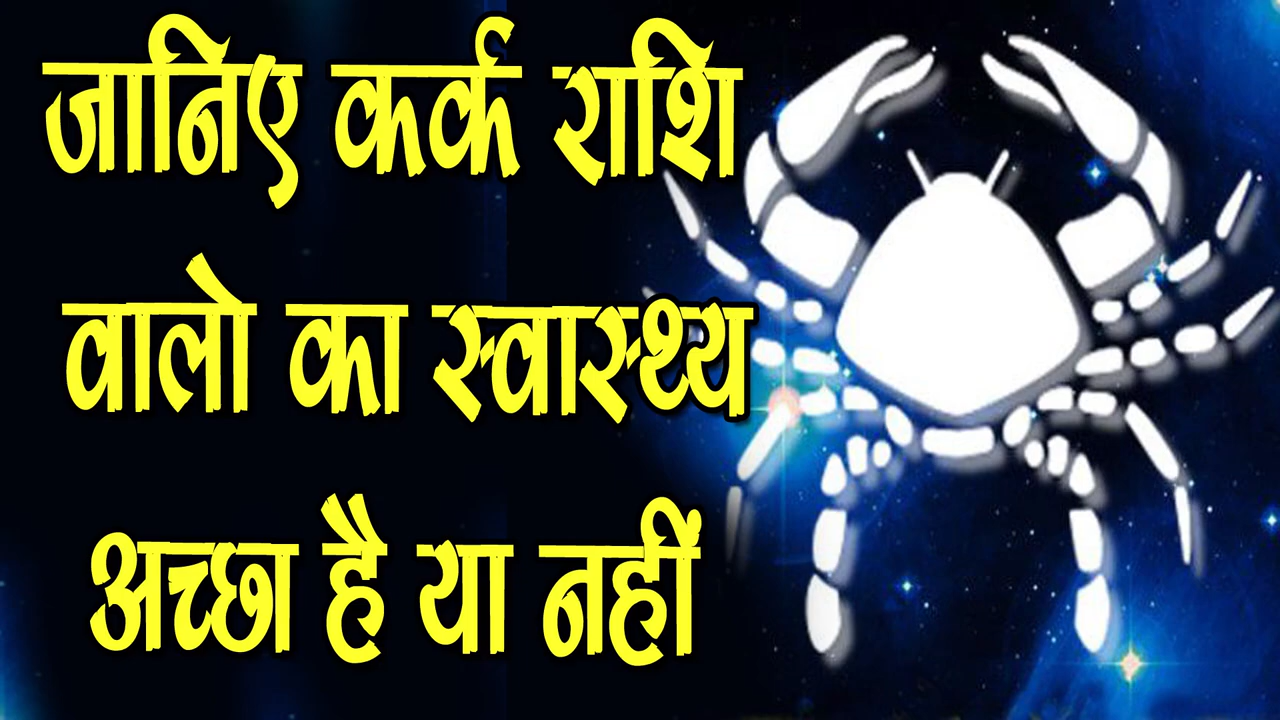 जानिए कर्क राशि
वालो का स्वास्थ्य
अच्छा है या नहीं